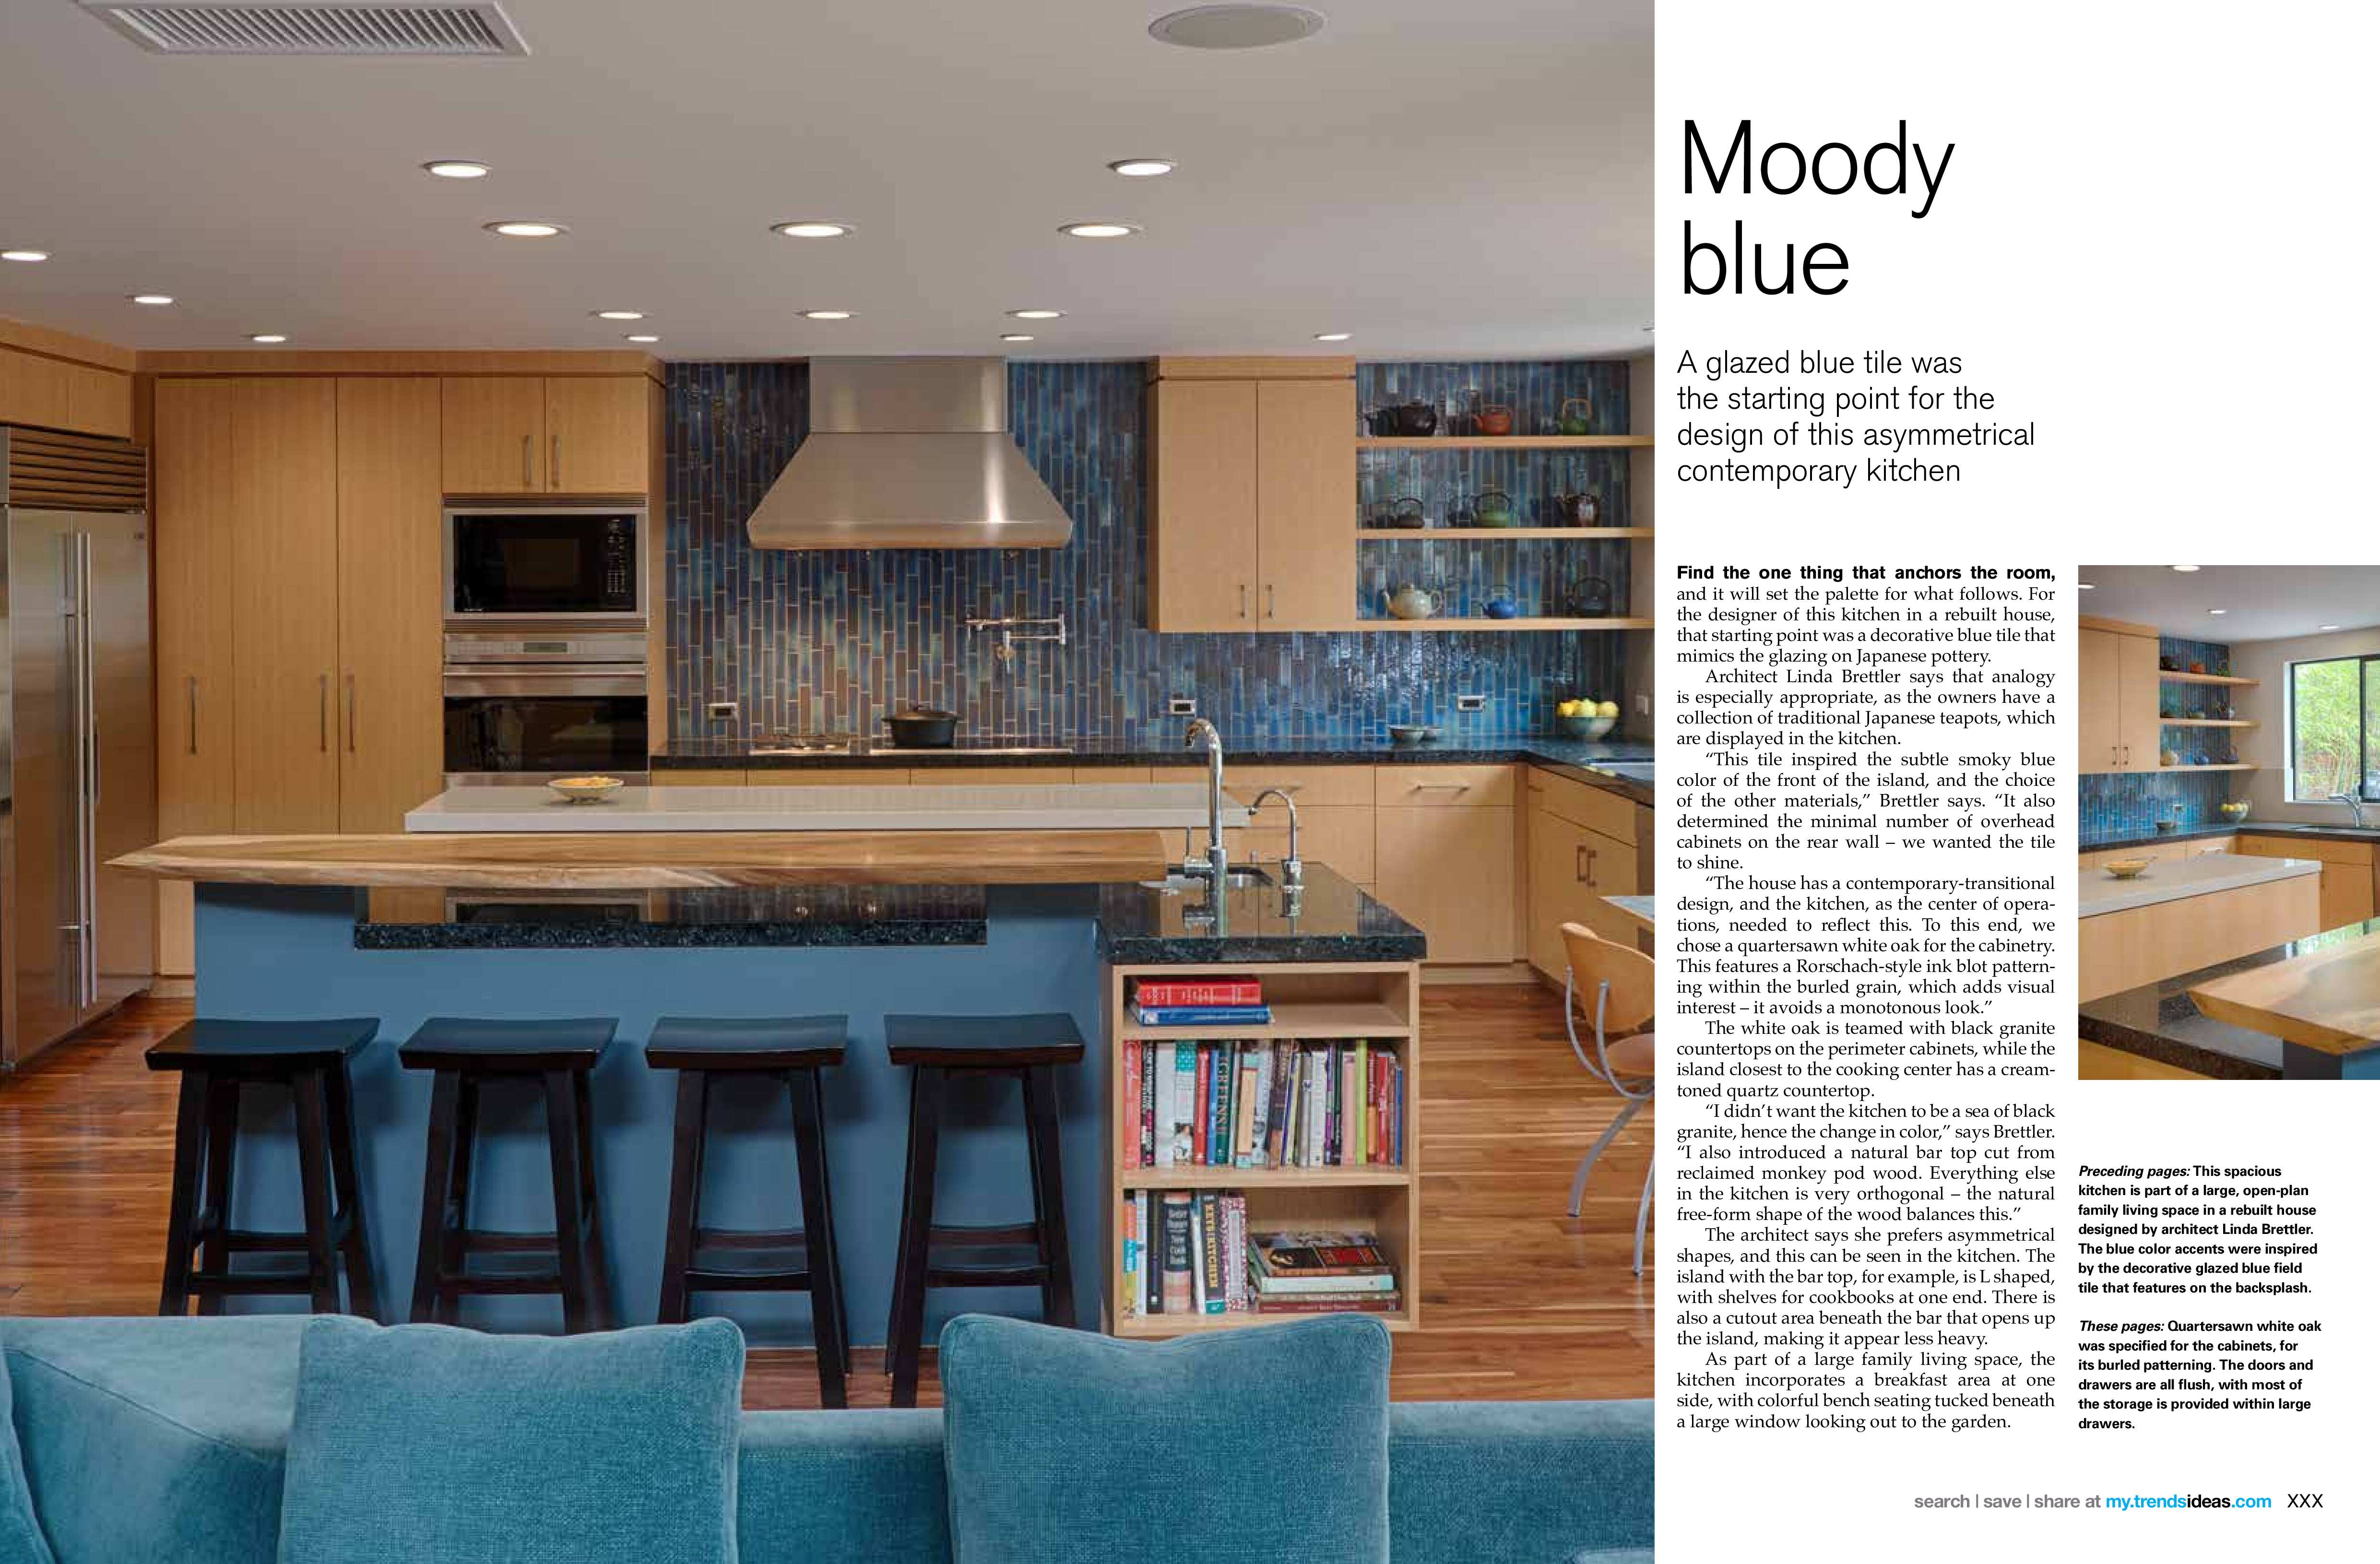 Moody
blue
A glazed blue tile was
the starting point for the
design of this asymmetrical
contemporary kitchen
Find the one thing that anchors the room,
and it will set the palette for what follows. For
the designer of this kitchen in a rebuilt house,
that starting point was a decorative blue tile that
mimics the glazing on Japanese pottery.
Architect Linda Brettler says that analogy
is especially appropriate, as the owners have a
collection of traditional Japanese teapots, which
are displayed in the kitchen.
“This tile inspired the subtle smoky blue
color of the front of the island, and the choice
of the other materials,” Brettler says. “It also
determined the minimal number of overhead
cabinets on the rear wall – we wanted the tile
to shine.
“The house has a contemporary-transitional
design, and the kitchen, as the center of opera-
tions, needed to reflect this. To this end, we
chose a quartersawn white oak for the cabinetry.
This features a Rorschach-style ink blot pattern-
ing within the burled grain, which adds visual
interest – it avoids a monotonous look.”
The white oak is teamed with black granite
countertops on the perimeter cabinets, while the
island closest to the cooking center has a cream-
toned quartz countertop.
“I didn’t want the kitchen to be a sea of black
granite, hence the change in color,” says Brettler.
“I also introduced a natural bar top cut from
reclaimed monkey pod wood. Everything else
in the kitchen is very orthogonal – the natural
free-form shape of the wood balances this.”
The architect says she prefers asymmetrical
shapes, and this can be seen in the kitchen. The
island with the bar top, for example, is L shaped,
with shelves for cookbooks at one end. There is
also a cutout area beneath the bar that opens up
the island, making it appear less heavy.
As part of a large family living space, the
kitchen incorporates a breakfast area at one
side, with colorful bench seating tucked beneath
a large window looking out to the garden.
Preceding pages: This spacious
kitchen is part of a large, open-plan
family living space in a rebuilt house
designed by architect Linda Brettler.
The blue color accents were inspired
by the decorative glazed blue field
tile that features on the backsplash.
These pages: Quartersawn white oak
was specified for the cabinets, for
its burled patterning. The doors and
drawers are all flush, with most of
the storage is provided within large
drawers.
search | save | share at my.trendsideas.com XXX
GREENS
KEYS KITCHEN